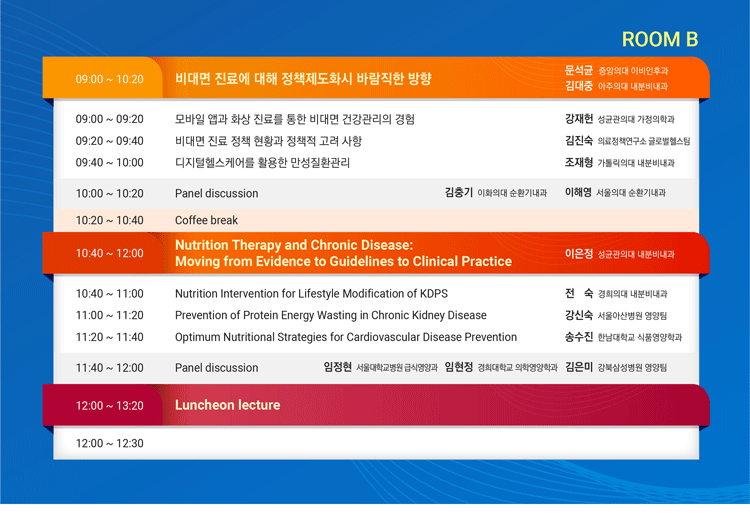 ROOM B
09:00 ~ 10:20 비대면 진료에 대해 정책제도화시 바람직한 방향 문석균 중앙의대 이비인후과
김대중 아주의대 내분비내과
09:00 ~ 09:20 모바일 앱과 화상 진료를 통한 비대면 건강관리의 경험 강재헌 성균관의대 가정의학과
09:20 ~ 09:40 비대면 진료 정책 현황과 정책적 고려 사항 김진숙 의료정책연구소 글로벌헬스팀
09:40 ~ 10:00 디지털헬스케어를 활용한 만성질환관리 조재형 가톨릭의대 내분비내과
10:00 ~ 10:20 Panel discussion 김충기 이화의대 순환기내과 이해영 서울의대 순환기내과
10:20 ~ 10:40 Coffee break
10:40 ~ 12:00 Nutrition Therapy and Chronic Disease:
Moving from Evidence to Guidelines to Clinical Practice 이은정 성균관의대 내분비내과
10:40 ~ 11:00 Nutrition Intervention for Lifestyle Modification of KDPS 전 숙 경희의대 내분비내과
11:00 ~ 11:20 Prevention of Protein Energy Wasting in Chronic Kidney Disease 강신숙 서울아산병원 영양팀
11:20 ~ 11:40 Optimum Nutritional Strategies for Cardiovascular Disease Prevention 송수진 한남대학교 식품영양학과
11:40 ~ 12:00 Panel discussion 임정현 서울대학교병원 급식영양과 임현정 경희대학교 의학영양학과 김은미 강북삼성병원 영양팀
12:00 ~ 13:20 Luncheon lecture
12:00 ~ 12:30